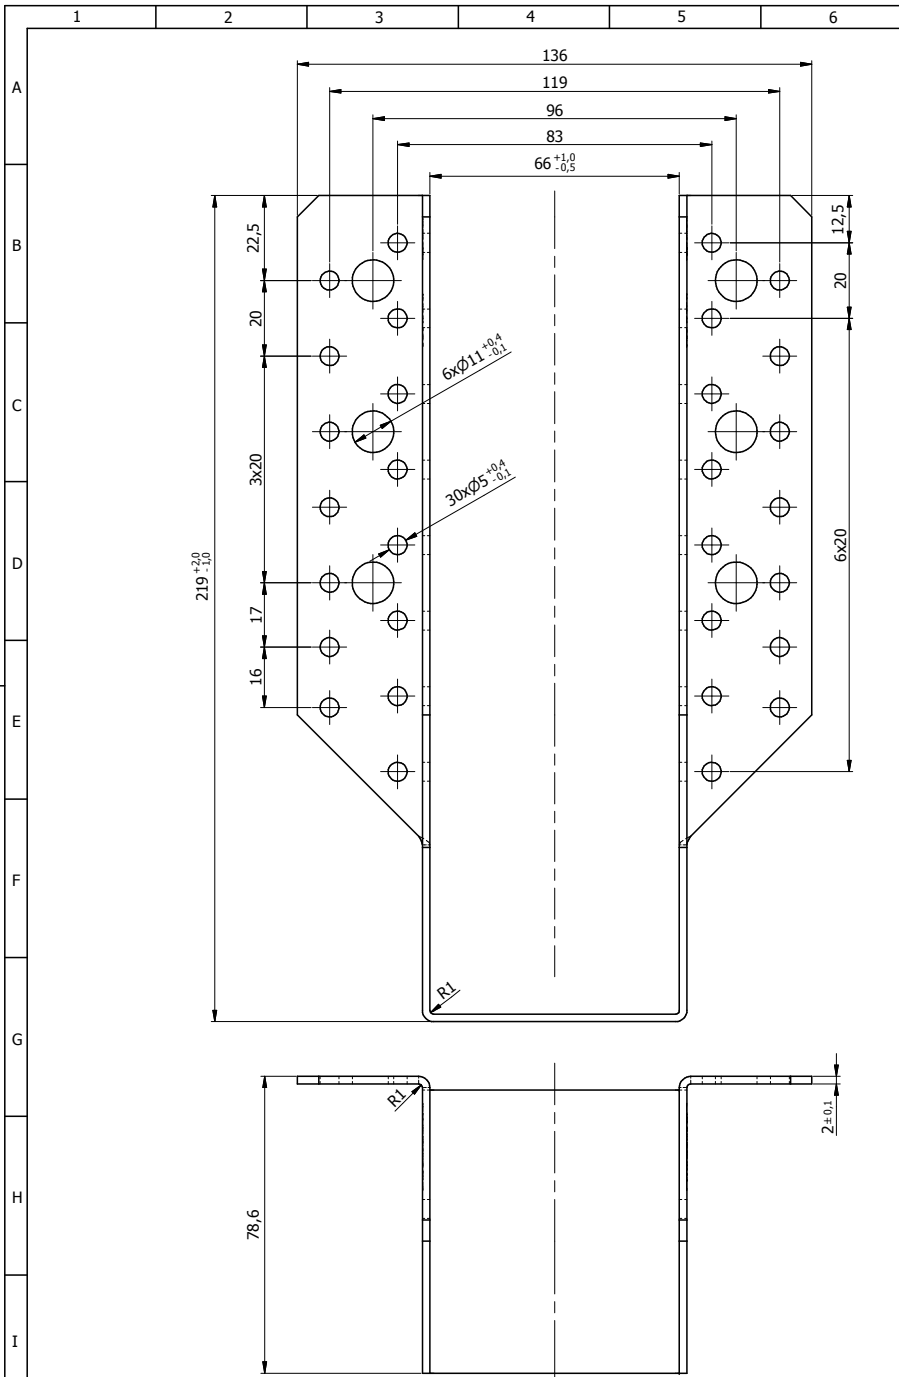 1 2 3 4 5 6
136
119
96
83
66 +1,0 -0,5
A
B
C
D
E
F
G
H
I
22,5
20
3x20
17
16
219 +2,0 -1,0
12,5
20
6x20
6xØ11 +0,4 -0,1
30xØ5 +0,4 -0,1
R1
R1
2 ±0,1
78,6